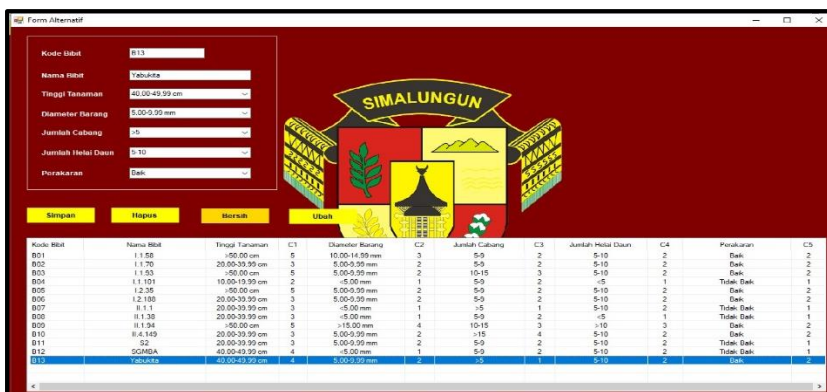 Form Alternatif
Kode Bibit B13
Nama Bibit Yabukita
Tinggi Tanaman 40,00-49,99 cm
Diameter Barang 5,00-9,99 mm
Jumlah Cabang >5
Jumlah Helai Daun 5-10
Perakaran Baik
SIMALUNGUN
Simpan Hapus Bersih Ubah
Kode Bibit Nama Bibit Tinggi Tanaman C1 Diameter Barang C2 Jumlah Cabang C3 Jumlah Helai Daun C4 Perakaran C5
B01 I.1.58 >50,00 cm 5 10,00-14,99 mm 3 5-9 2 5-10 2 Baik 2
B02 I.1.70 20,00-39,99 cm 3 5,00-9,99 mm 2 5-9 2 5-10 2 Baik 2
B03 I.1.93 >50,00 cm 5 5,00-9,99 mm 2 10-15 3 5-10 2 Baik 2
B04 I.1.101 10,00-19,99 cm 2 <5,00 mm 1 5-9 2 <5 1 Tidak Baik 1
B05 I.2.35 >50,00 cm 5 5,00-9,99 mm 2 5-9 2 5-10 2 Baik 2
B06 I.2.188 20,00-39,99 cm 3 5,00-9,99 mm 2 5-9 2 5-10 2 Baik 2
B07 II.1.1 20,00-39,99 cm 3 <5,00 mm 1 >5 1 5-10 2 Tidak Baik 1
B08 II.1.38 20,00-39,99 cm 3 <5,00 mm 1 5-9 2 <5 1 Tidak Baik 1
B09 II.1.94 >50,00 cm 5 >15,00 mm 4 10-15 3 >10 3 Baik 2
B10 II.4.149 20,00-39,99 cm 3 5,00-9,99 mm 2 >15 4 5-10 2 Baik 2
B11 S2 20,00-39,99 cm 3 5,00-9,99 mm 2 5-9 2 5-10 2 Tidak Baik 1
B12 SGMBA 40,00-49,99 cm 4 <5,00 mm 1 5-9 2 5-10 2 Tidak Baik 1
B13 Yabukita 40,00-49,99 cm 4 5,00-9,99 mm 2 >5 1 5-10 2 Baik 2